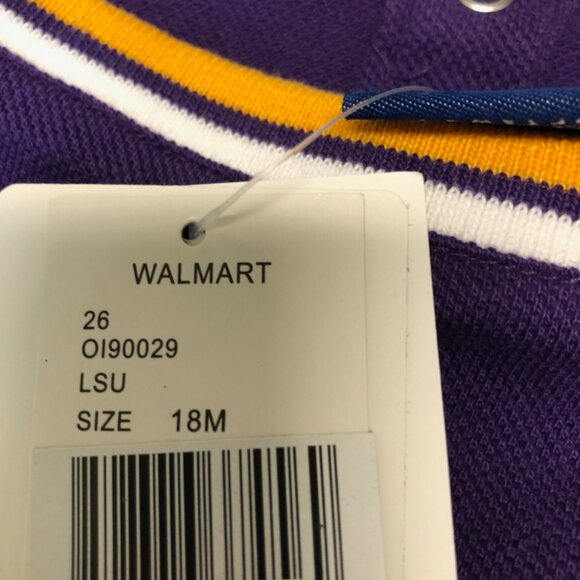 WALMART
26
OI90029
LSU
SIZE 18M